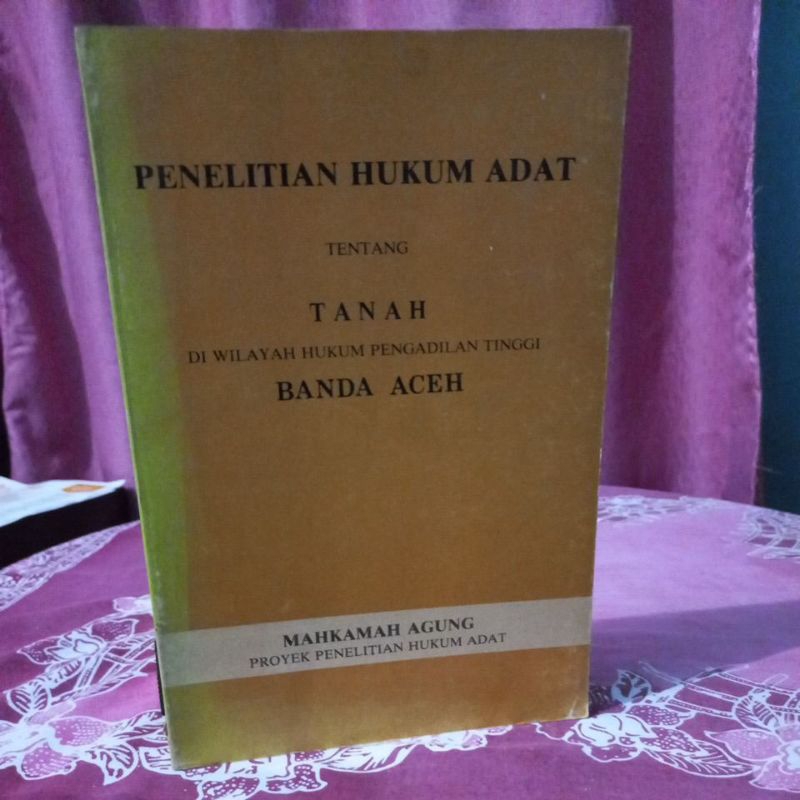 PENELITIAN HUKUM ADAT
TENTANG
TANAH
DI WILAYAH HUKUM PENGADILAN TINGGI
BANDA ACEH
MAHKAMAH AGUNG
PROYEK PENELITIAN HUKUM ADAT